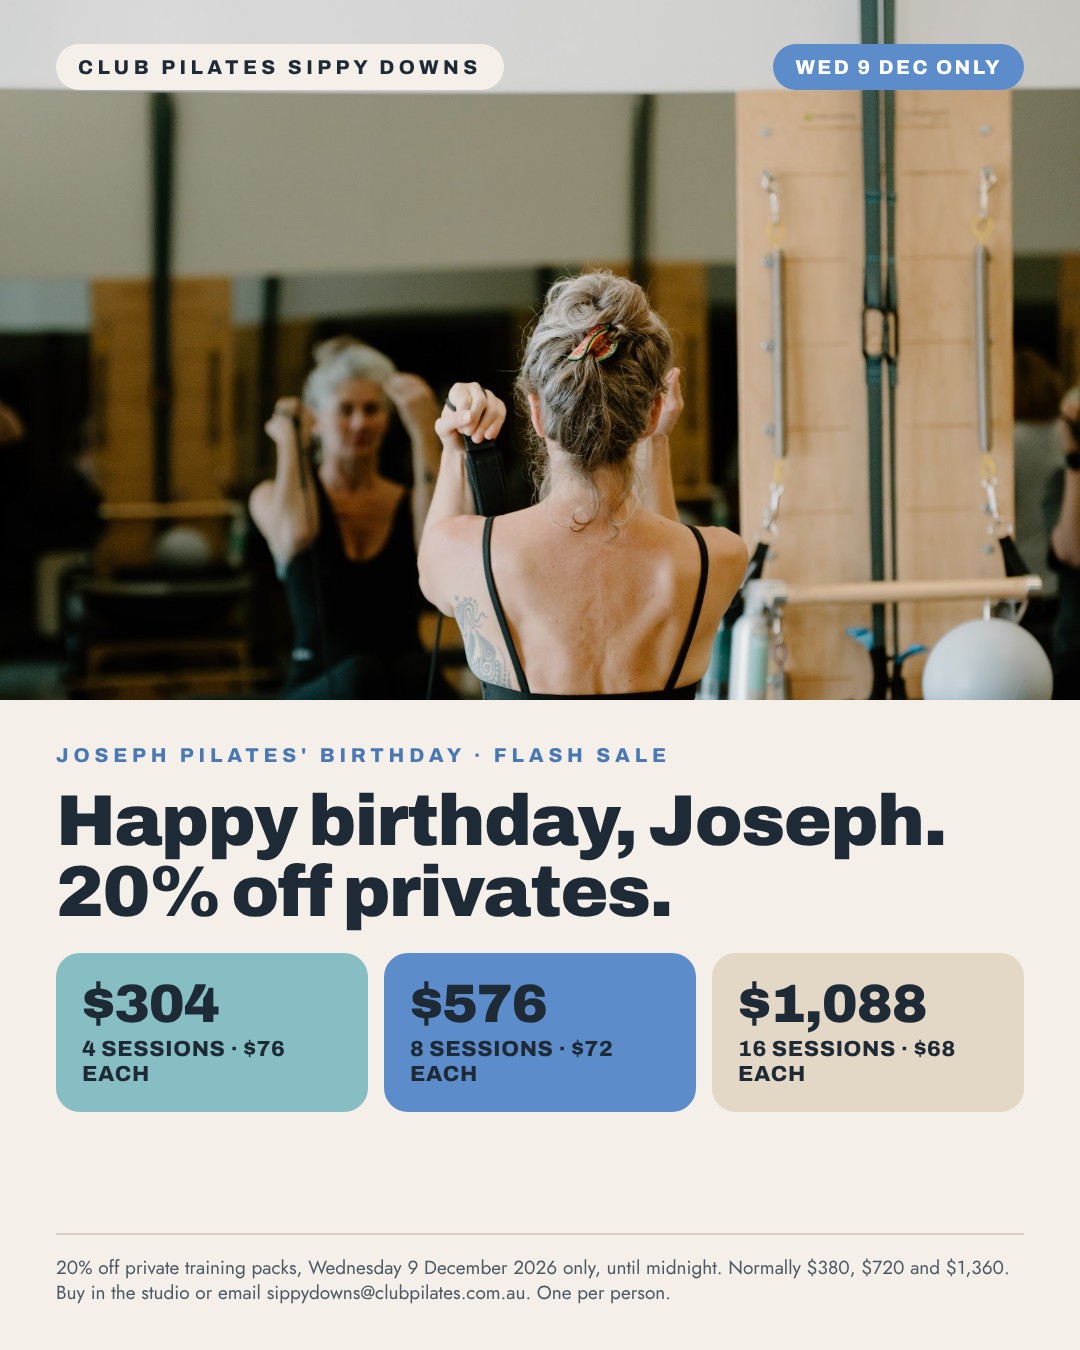 CLUB PILATES SIPPY DOWNS
WED 9 DEC ONLY
JOSEPH PILATES' BIRTHDAY · FLASH SALE
Happy birthday, Joseph.
20% off privates.
$304
4 SESSIONS · $76
EACH
$576
8 SESSIONS · $72
EACH
$1,088
16 SESSIONS · $68
EACH
20% off private training packs, Wednesday 9 December 2026 only, until midnight. Normally $380, $720 and $1,360.
Buy in the studio or email sippydowns@clubpilates.com.au. One per person.